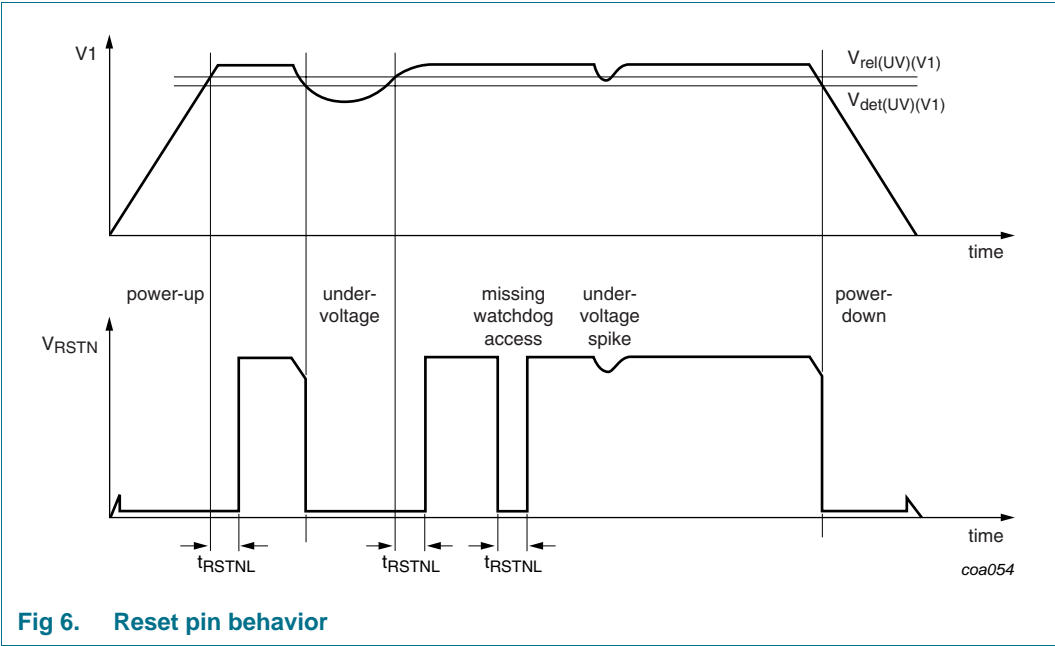 V1
Vrel(UV)(V1)
Vdet(UV)(V1)
time
power-up
under-
voltage
missing
watchdog
access
under-
voltage
spike
power-
down
VRSTN
time
tRSTNL
tRSTNL
tRSTNL
coa054
Fig 6. Reset pin behavior